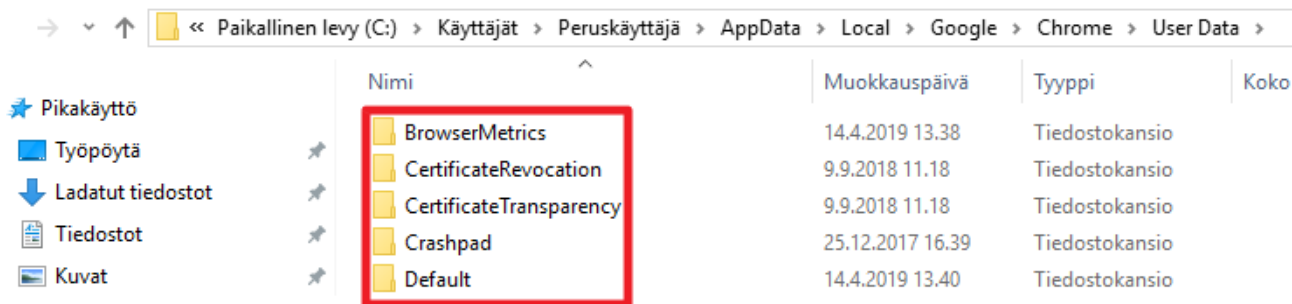 « Paikallinen levy (C:) > Käyttäjät > Peruskäyttäjä > AppData > Local > Google > Chrome > User Data >
Nimi Muokkauspäivä Tyyppi Koko
Pikakäyttö
BrowserMetrics 14.4.2019 13.38 Tiedostokansio
Työpöytä
CertificateRevocation 9.9.2018 11.18 Tiedostokansio
Ladatut tiedostot
CertificateTransparency 9.9.2018 11.18 Tiedostokansio
Tiedostot
Crashpad 25.12.2017 16.39 Tiedostokansio
Kuvat
Default 14.4.2019 13.40 Tiedostokansio